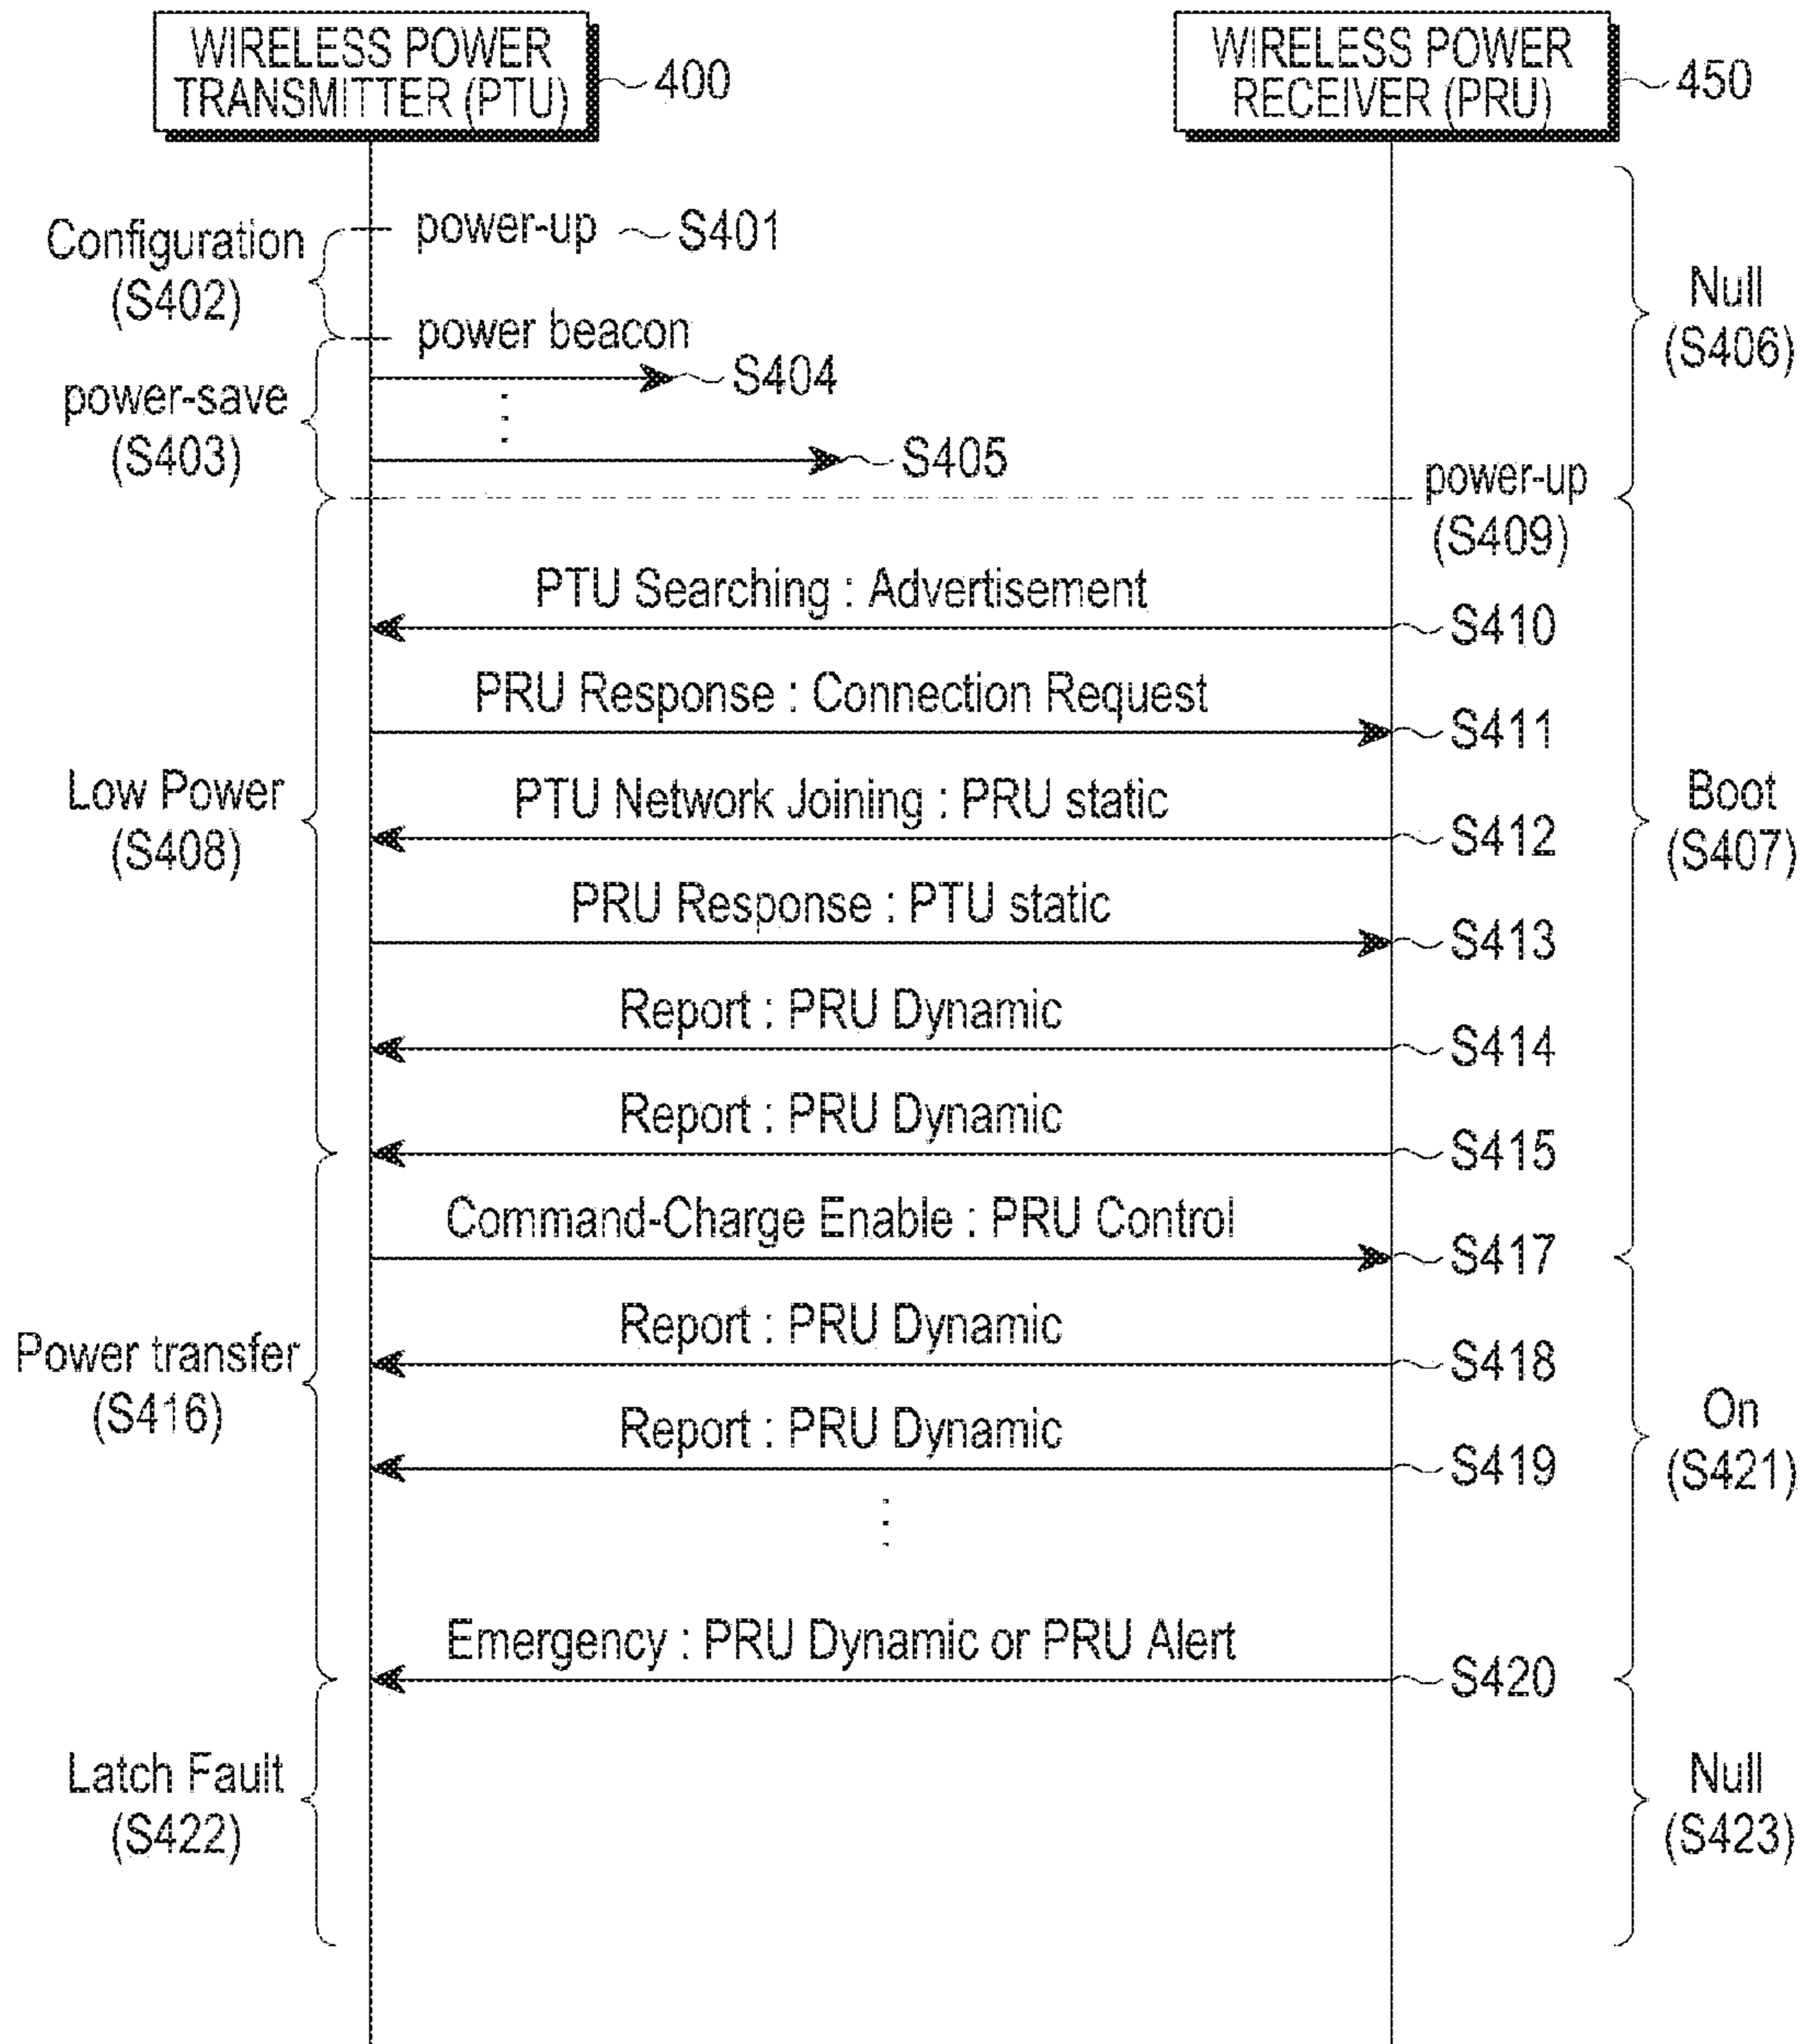 WIRELESS POWER
TRANSMITTER (PTU)
400
WIRELESS POWER
RECEIVER (PRU)
450
Configuration
(S402)
power-up
S401
Null
(S406)
power beacon
S404
power-save
(S403)
S405
power-up
(S409)
PTU Searching : Advertisement
S410
PRU Response : Connection Request
S411
Low Power
(S408)
PTU Network Joining : PRU static
S412
Boot
(S407)
PRU Response : PTU static
S413
Report : PRU Dynamic
S414
Report : PRU Dynamic
S415
Command-Charge Enable : PRU Control
S417
Report : PRU Dynamic
S418
Power transfer
(S416)
Report : PRU Dynamic
S419
On
(S421)
Emergency : PRU Dynamic or PRU Alert
S420
Latch Fault
(S422)
Null
(S423)